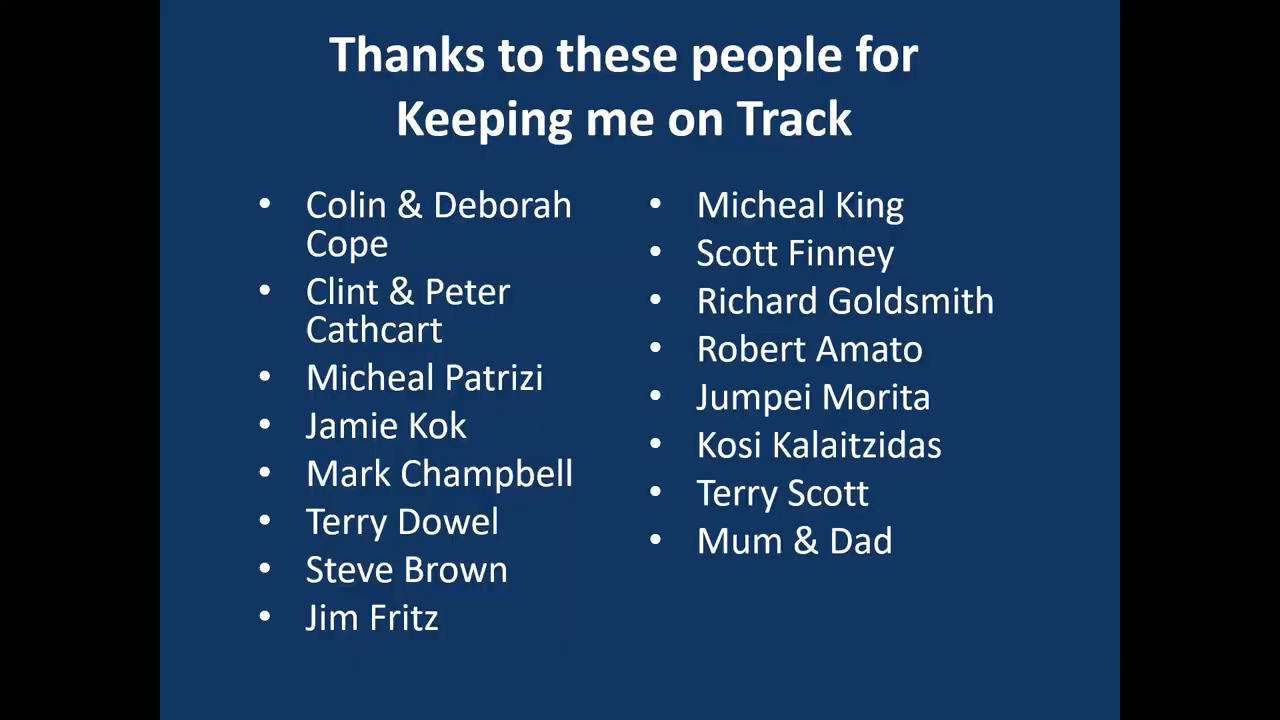 Thanks to these people for
Keeping me on Track
• Colin & Deborah
Cope
• Clint & Peter
Cathcart
• Micheal Patrizi
• Jamie Kok
• Mark Champbell
• Terry Dowel
• Steve Brown
• Jim Fritz
• Micheal King
• Scott Finney
• Richard Goldsmith
• Robert Amato
• Jumpei Morita
• Kosi Kalaitzidas
• Terry Scott
• Mum & Dad